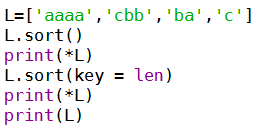 L=['aaaa','cbb','ba','c']
L.sort()
print(*L)
L.sort(key = len)
print(*L)
print(L)